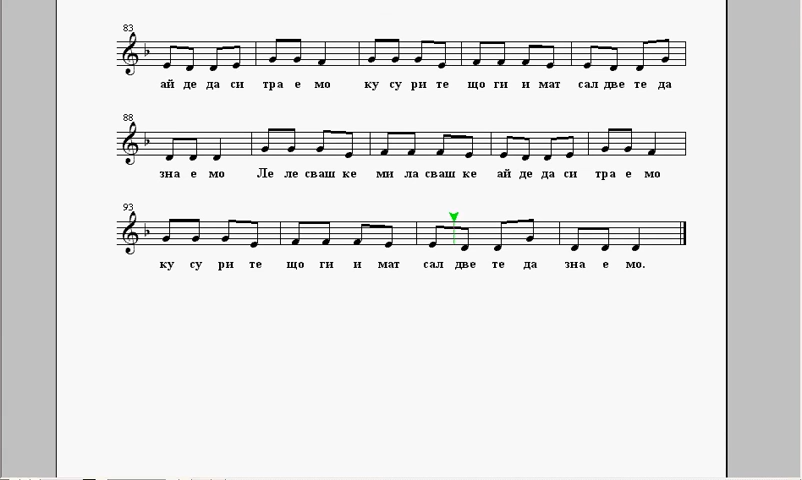 83
ай де да си тра е мо ку су ри те що ги и мат сал две те да
88
зна е мо Ле ле сваш ке ми ла сваш ке ай де да си тра е мо
93
ку су ри те що ги и мат сал две те да зна е мо.